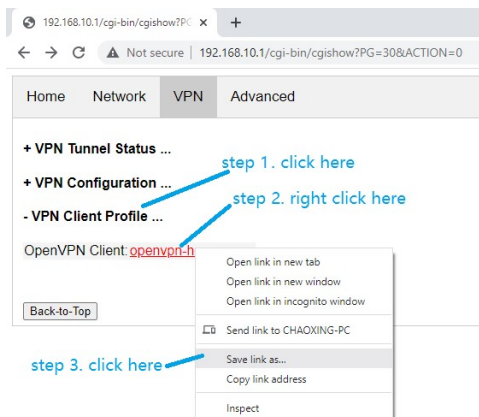 192.168.10.1/cgi-bin/cgishow?PG
Not secure | 192.168.10.1/cgi-bin/cgishow?PG=30&ACTION=0
Home Network VPN Advanced
+ VPN Tunnel Status ...
step 1. click here
+ VPN Configuration ...
step 2. right click here
- VPN Client Profile ...
OpenVPN Client: openvpn-h
Open link in new tab
Open link in new window
Open link in incognito window
Back-to-Top
Send link to CHAOXING-PC
step 3. click here
Save link as...
Copy link address
Inspect